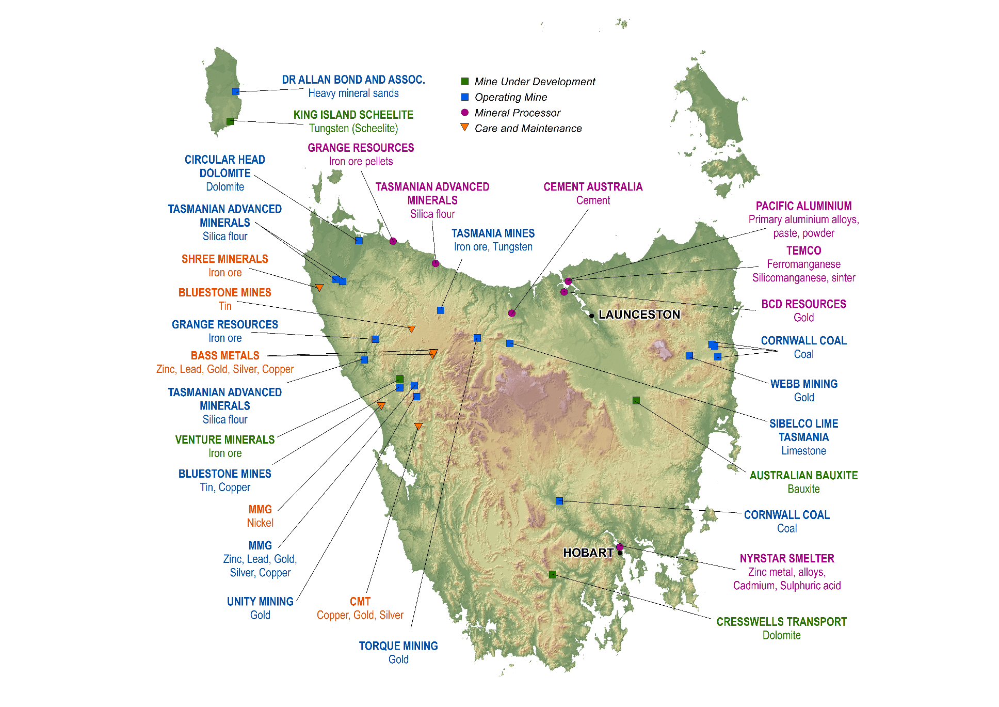 DR ALLAN BOND AND ASSOC.
Heavy mineral sands
KING ISLAND SCHEELITE
Tungsten (Scheelite)
Mine Under Development
Operating Mine
Mineral Processor
Care and Maintenance
GRANGE RESOURCES
Iron ore pellets
CIRCULAR HEAD
DOLOMITE
Dolomite
TASMANIAN ADVANCED
MINERALS
Silica flour
CEMENT AUSTRALIA
Cement
TASMANIAN ADVANCED
MINERALS
Silica flour
TASMANIA MINES
Iron ore, Tungsten
PACIFIC ALUMINIUM
Primary aluminium alloys,
paste, powder
TEMCO
Ferromanganese
Silicomanganese, sinter
SHREE MINERALS
Iron ore
BLUESTONE MINES
Tin
BCD RESOURCES
Gold
LAUNCESTON
GRANGE RESOURCES
Iron ore
CORNWALL COAL
Coal
BASS METALS
Zinc, Lead, Gold, Silver, Copper
WEBB MINING
Gold
TASMANIAN ADVANCED
MINERALS
Silica flour
SIBELCO LIME
TASMANIA
Limestone
VENTURE MINERALS
Iron ore
BLUESTONE MINES
Tin, Copper
AUSTRALIAN BAUXITE
Bauxite
MMG
Nickel
CORNWALL COAL
Coal
MMG
Zinc, Lead, Gold,
Silver, Copper
HOBART
NYRSTAR SMELTER
Zinc metal, alloys,
Cadmium, Sulphuric acid
UNITY MINING
Gold
CMT
Copper, Gold, Silver
CRESSWELLS TRANSPORT
Dolomite
TORQUE MINING
Gold